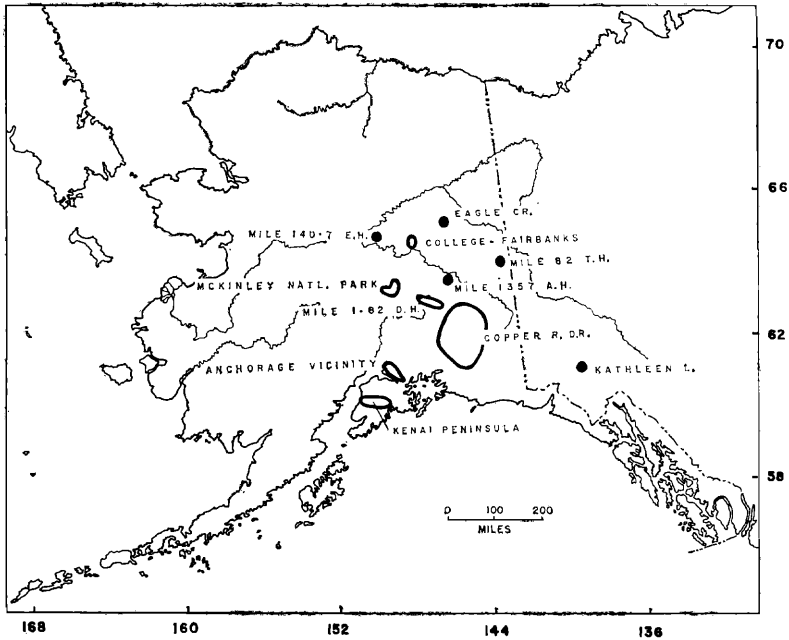 70
66
EAGLE CR.
MILE 140-7 E.H.
COLLEGE-FAIRBANKS
MILE 82 T.H.
MCKINLEY NATL. PARK
MILE 1357 A.H.
MILE 1-82 D.H.
62
COPPER R. DR.
ANCHORAGE VICINITY
KATHLEEN L.
KENAI PENINSULA
58
0 100 200
MILES
168 160 152 144 136